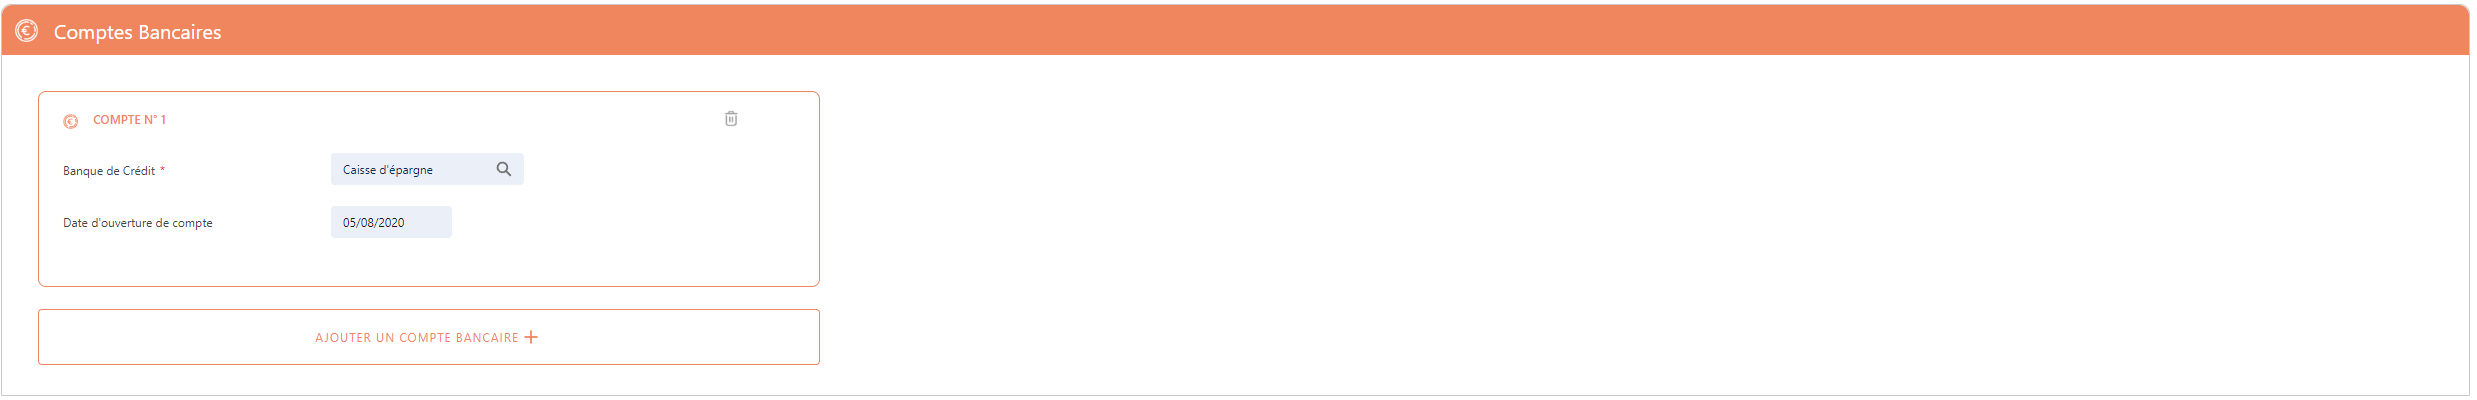 Comptes Bancaires
COMPTE N° 1
Banque de Crédit * Caisse d'épargne
Date d'ouverture de compte 05/08/2020
AJOUTER UN COMPTE BANCAIRE +